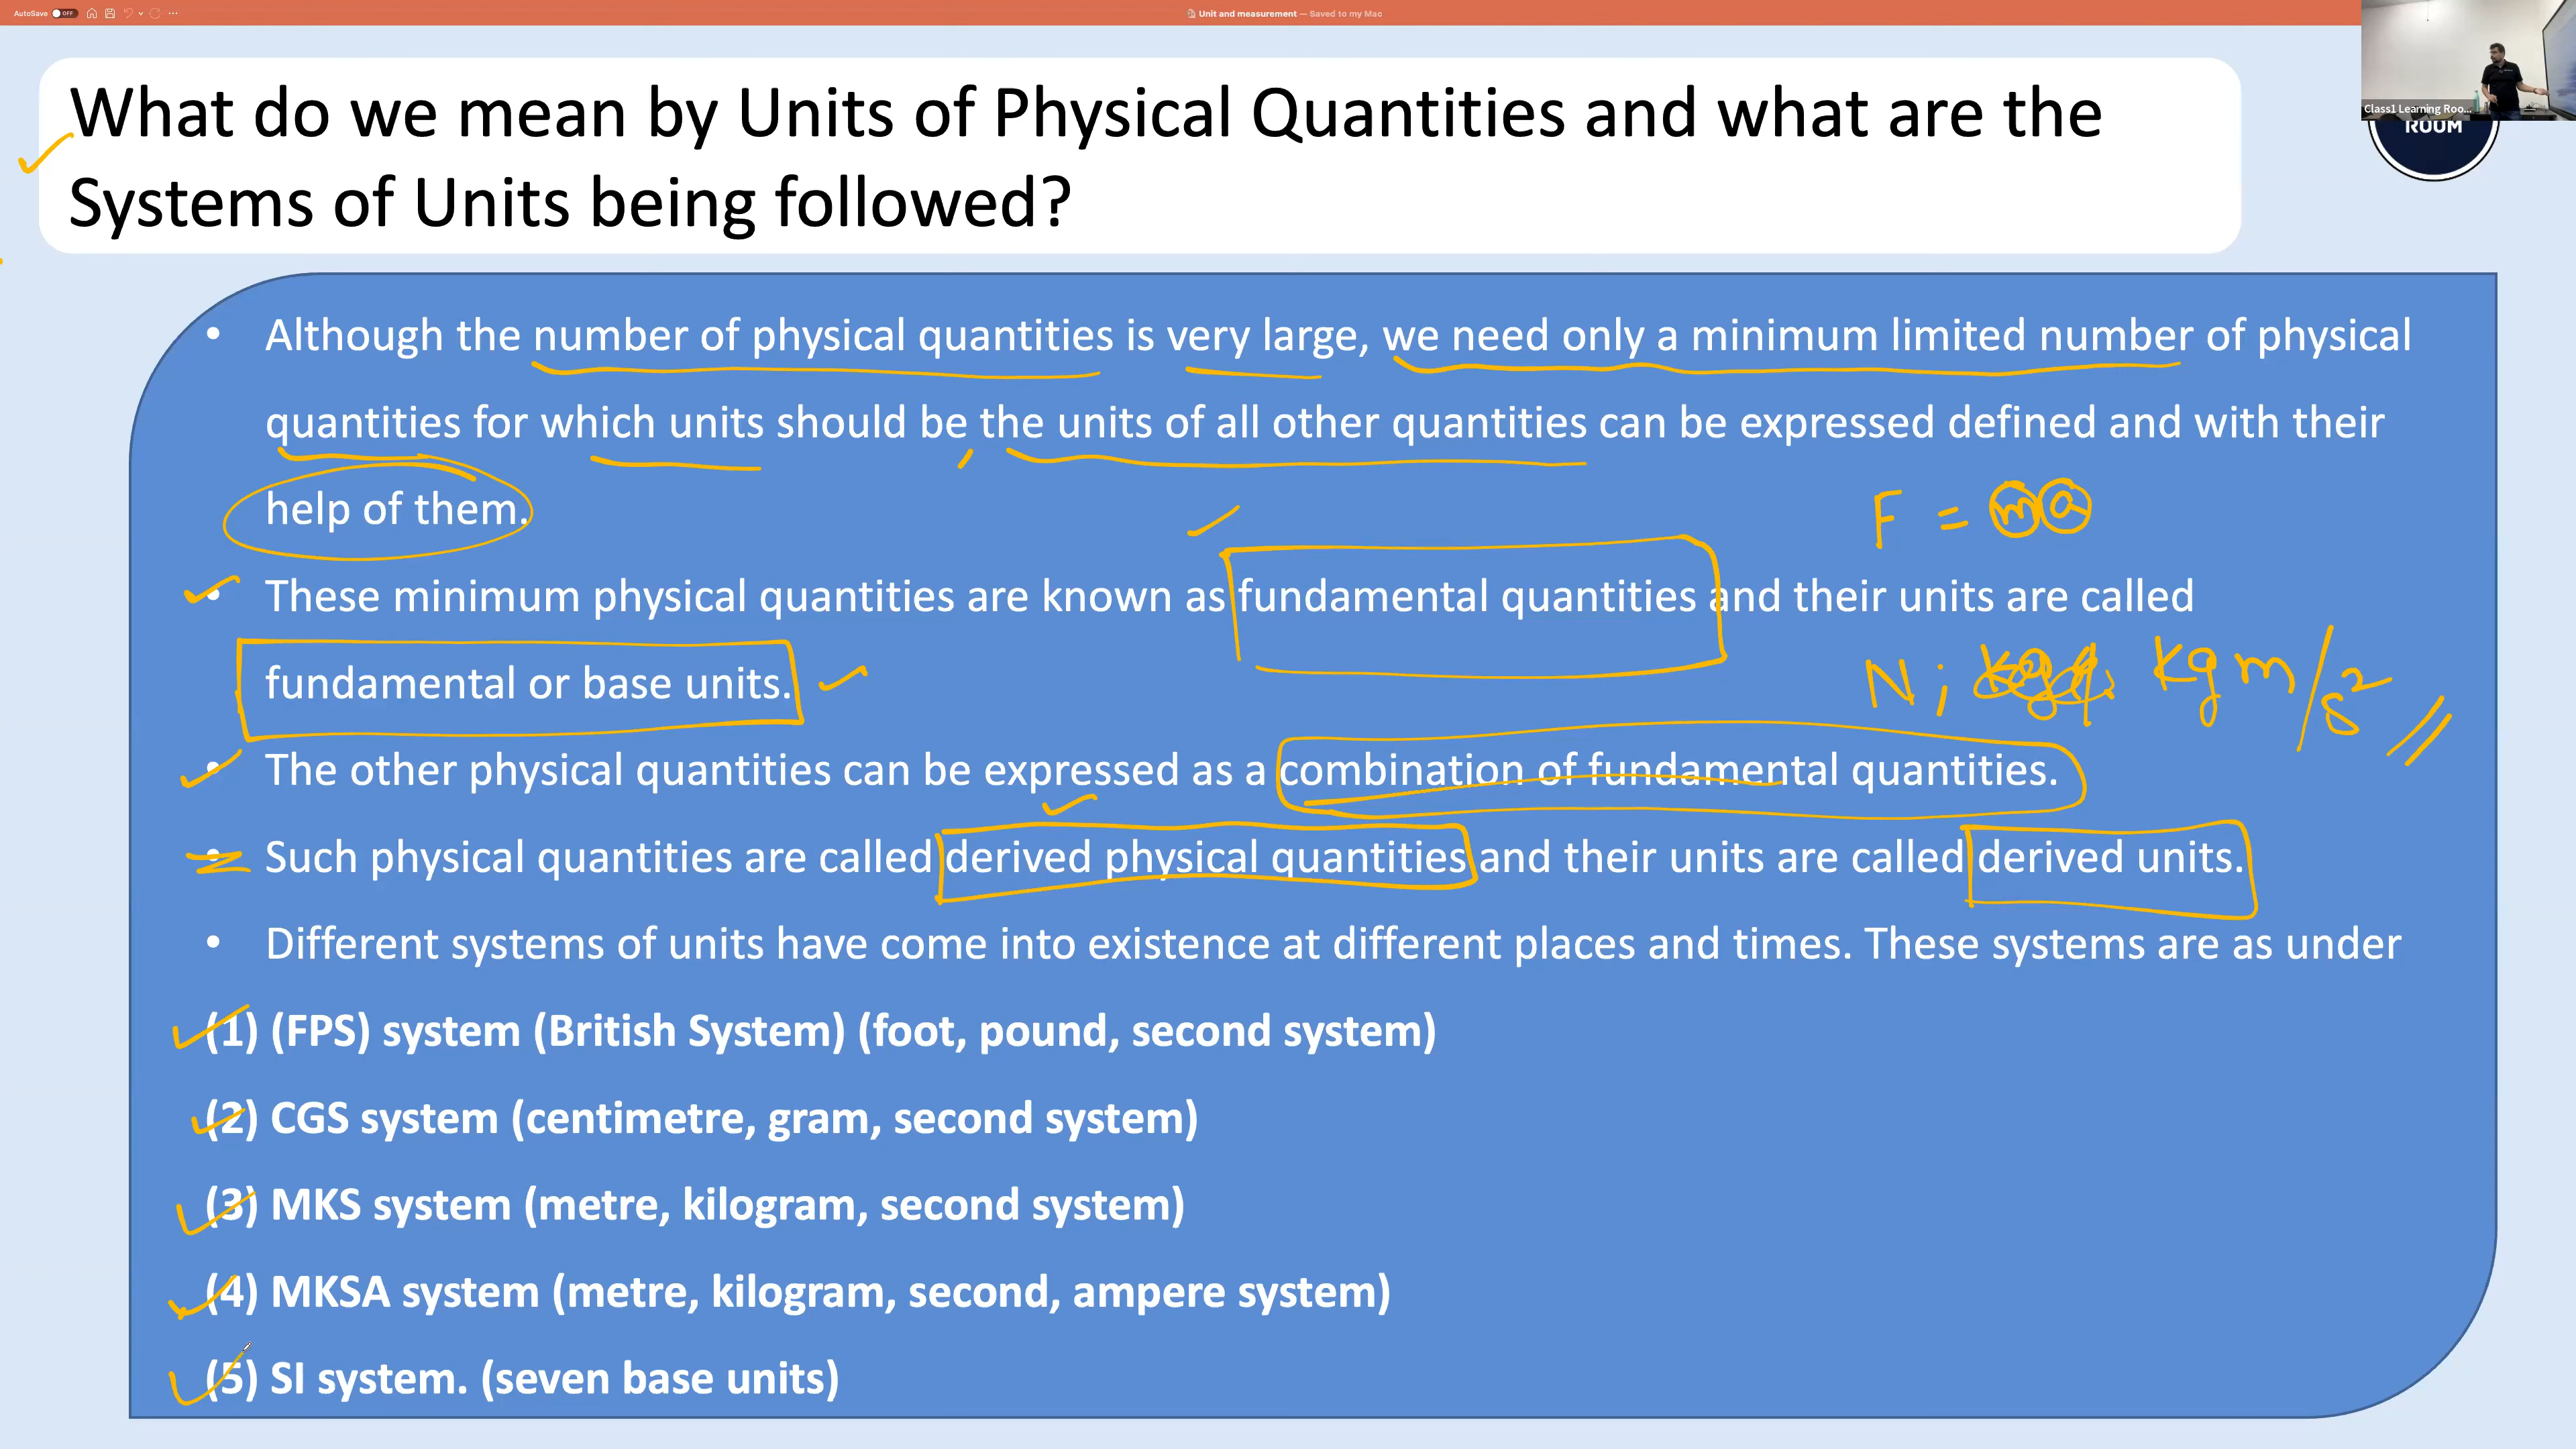 AutoSave OFF
Unit and measurement — Saved to my Mac
Class1 Learning Roo...
ROOM
What do we mean by Units of Physical Quantities and what are the
Systems of Units being followed?
• Although the number of physical quantities is very large, we need only a minimum limited number of physical
quantities for which units should be, the units of all other quantities can be expressed defined and with their
help of them.
F = ma
• These minimum physical quantities are known as fundamental quantities and their units are called
fundamental or base units.
N; kg m/s²
• The other physical quantities can be expressed as a combination of fundamental quantities.
• Such physical quantities are called derived physical quantities and their units are called derived units.
• Different systems of units have come into existence at different places and times. These systems are as under
(1) (FPS) system (British System) (foot, pound, second system)
(2) CGS system (centimetre, gram, second system)
(3) MKS system (metre, kilogram, second system)
(4) MKSA system (metre, kilogram, second, ampere system)
(5) SI system. (seven base units)